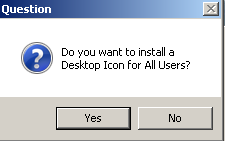 Question
Do you want to install a
Desktop Icon for All Users?
Yes
No